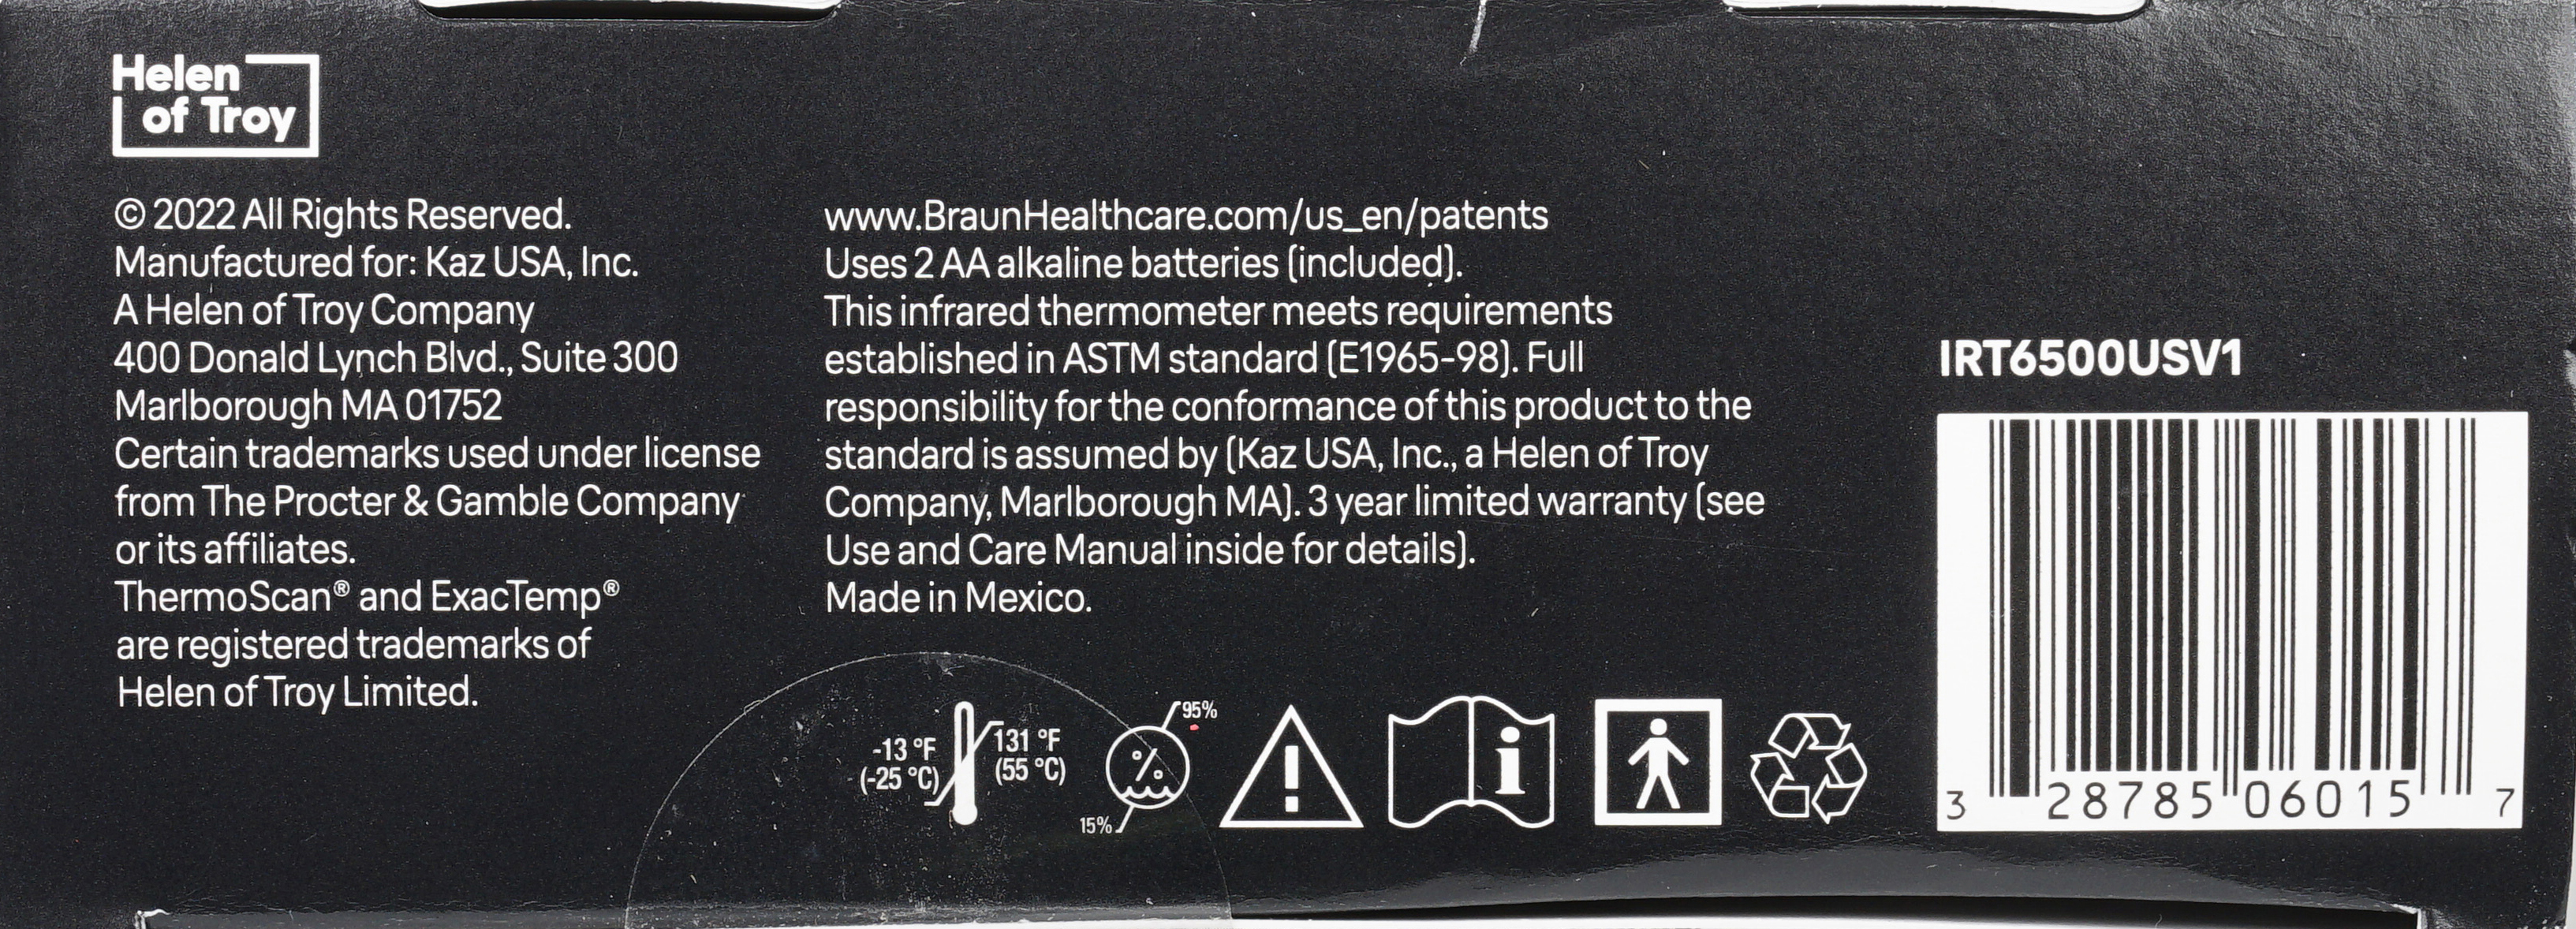 Helen
of Troy
© 2022 All Rights Reserved.
Manufactured for: Kaz USA, Inc.
A Helen of Troy Company
400 Donald Lynch Blvd., Suite 300
Marlborough MA 01752
Certain trademarks used under license
from The Procter & Gamble Company
or its affiliates.
ThermoScan® and ExacTemp®
are registered trademarks of
Helen of Troy Limited.
www.BraunHealthcare.com/us_en/patents
Uses 2 AA alkaline batteries (included).
This infrared thermometer meets requirements
established in ASTM standard (E1965-98). Full
responsibility for the conformance of this product to the
standard is assumed by (Kaz USA, Inc., a Helen of Troy
Company, Marlborough MA). 3 year limited warranty (see
Use and Care Manual inside for details).
Made in Mexico.
-13 °F
(-25 °C)
131 °F
(55 °C)
95%
%
15%
!
i
IRT6500USV1
3 28785 06015 7